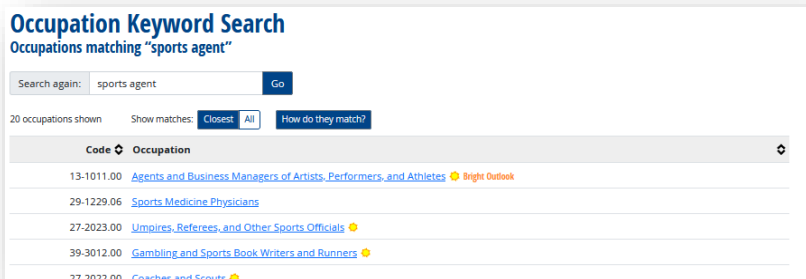 Occupation Keyword Search
Occupations matching “sports agent”
Search again: sports agent Go
20 occupations shown Show matches: Closest All How do they match?
Code Occupation
13-1011.00 Agents and Business Managers of Artists, Performers, and Athletes Bright Outlook
29-1229.06 Sports Medicine Physicians
27-2023.00 Umpires, Referees, and Other Sports Officials
39-3012.00 Gambling and Sports Book Writers and Runners
27-2022.00 Coaches and Scouts